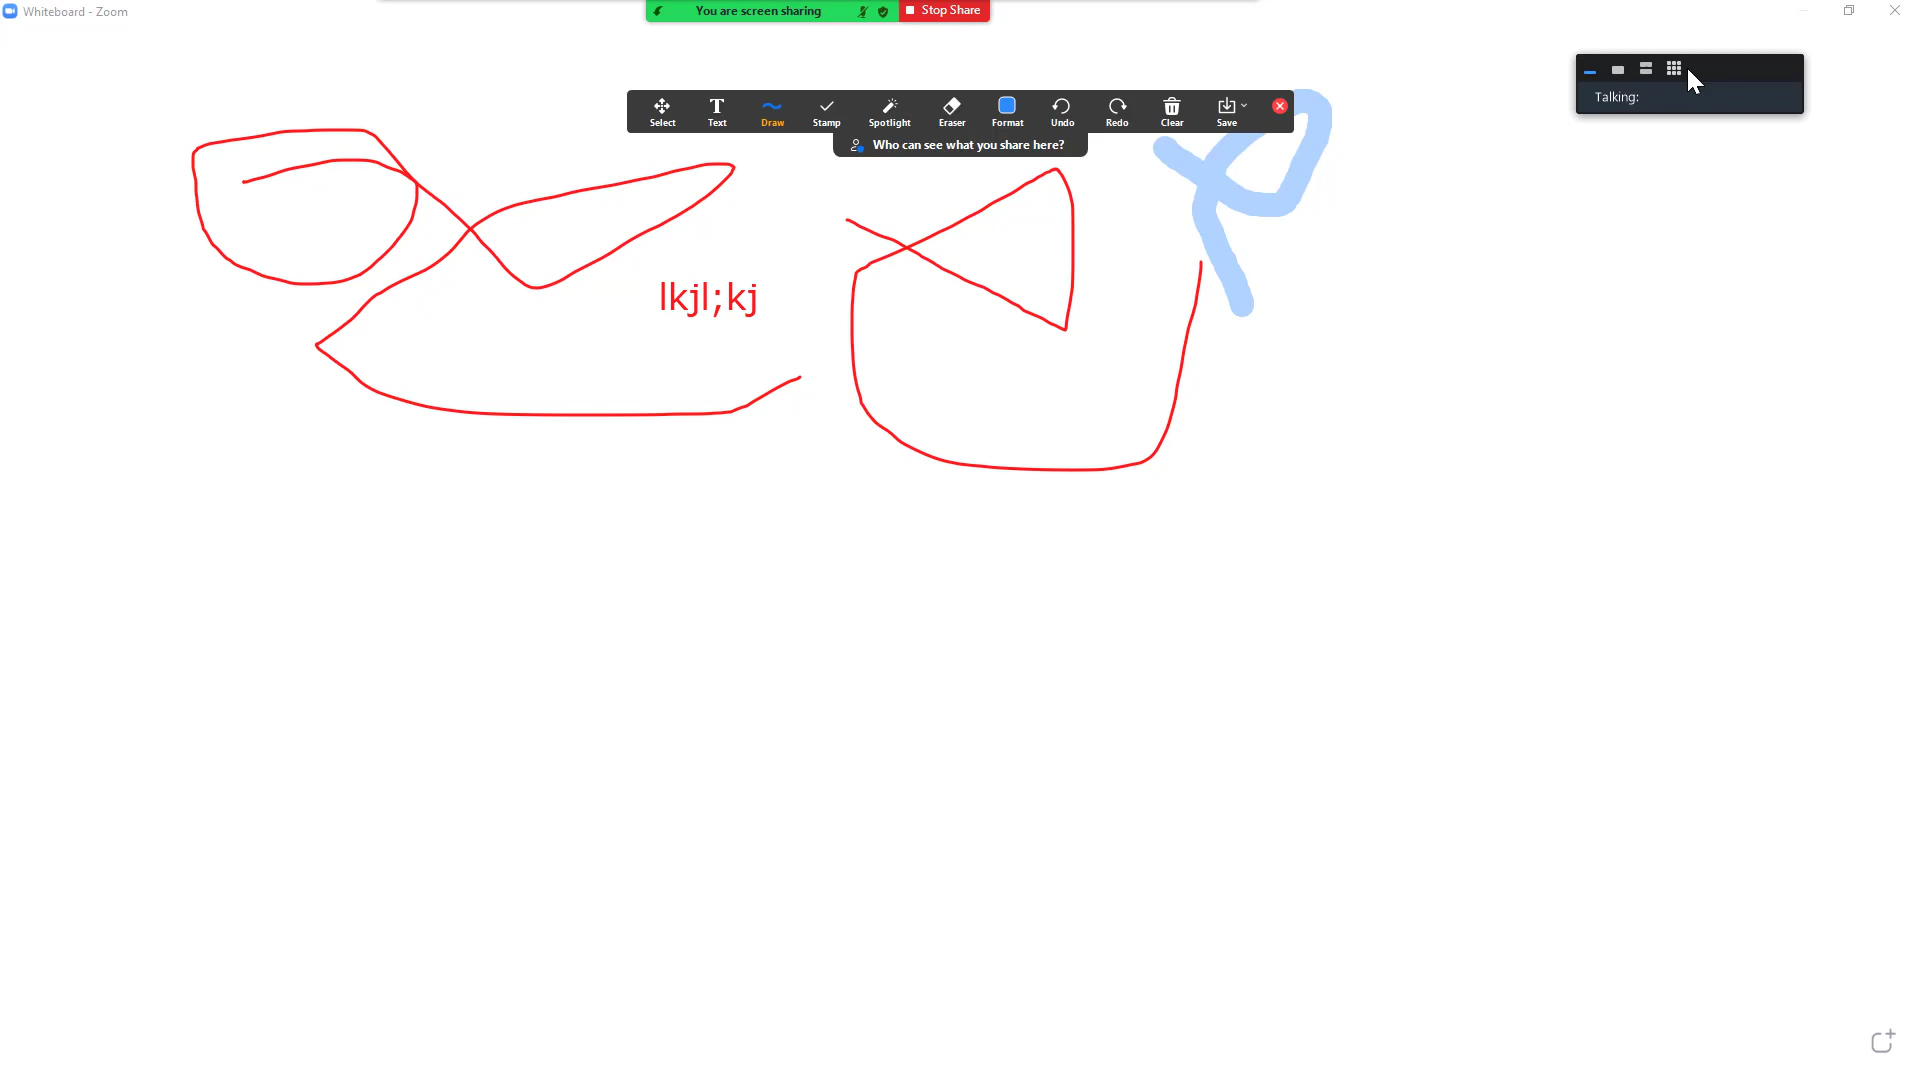 Whiteboard - Zoom
You are screen sharing
Stop Share
Talking:
Select Text Draw Stamp Spotlight Eraser Format Undo Redo Clear Save
Who can see what you share here?
lkjl;kj